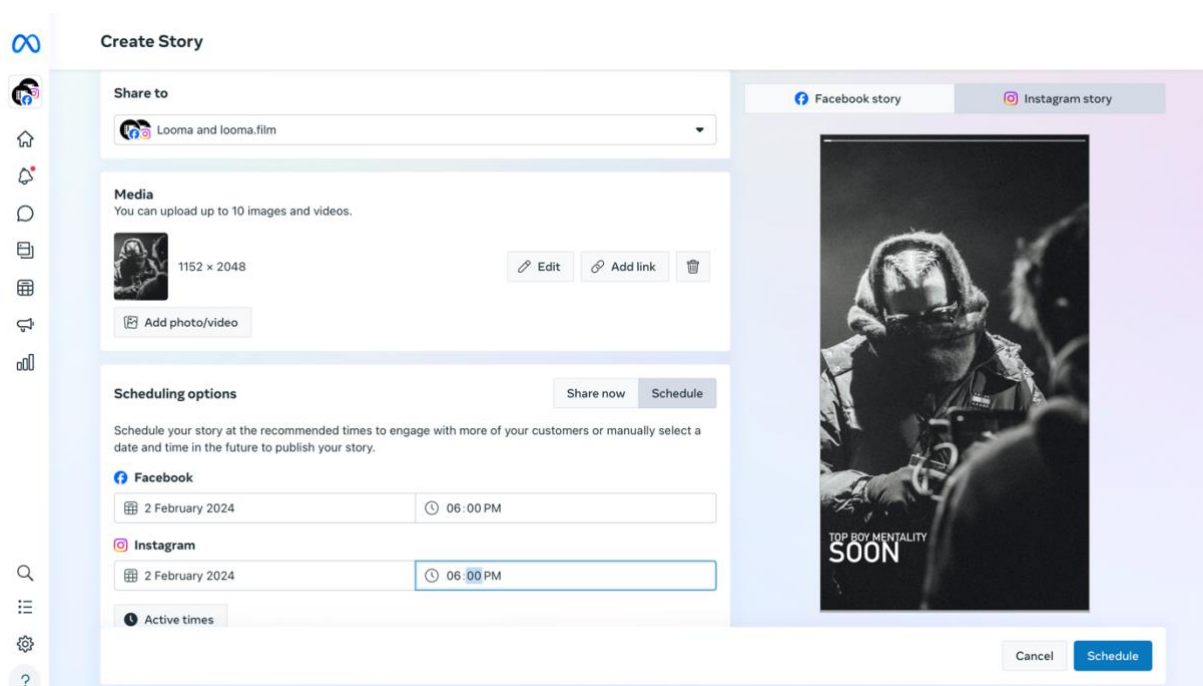 Create Story
Share to
Looma and looma.film
Media
You can upload up to 10 images and videos.
1152 × 2048
Edit
Add link
Add photo/video
Scheduling options
Share now
Schedule
Schedule your story at the recommended times to engage with more of your customers or manually select a
date and time in the future to publish your story.
Facebook
2 February 2024
06:00 PM
Instagram
2 February 2024
06:00 PM
Active times
Facebook story
Instagram story
TOP BOY MENTALITY
SOON
Cancel
Schedule
?